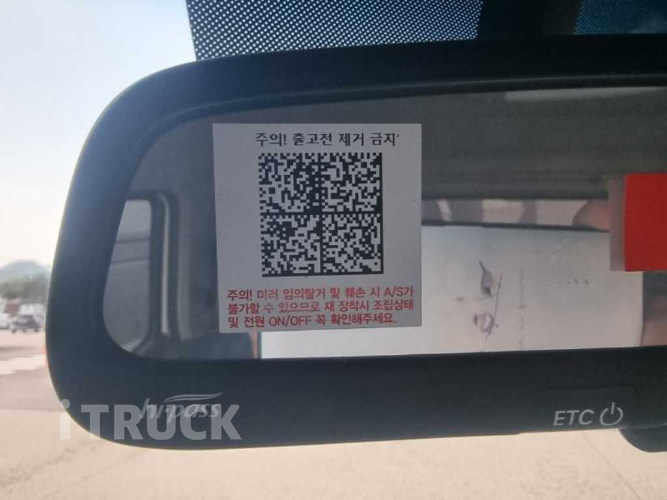 주의! 출고전 제거 금지
주의! 미러 임의탈거 및 훼손 시 A/S가
불가할 수 있으므로 재 장착시 조립상태
및 전원 ON/OFF 꼭 확인해주세요.
hi-pass
iTRUCK
ETC